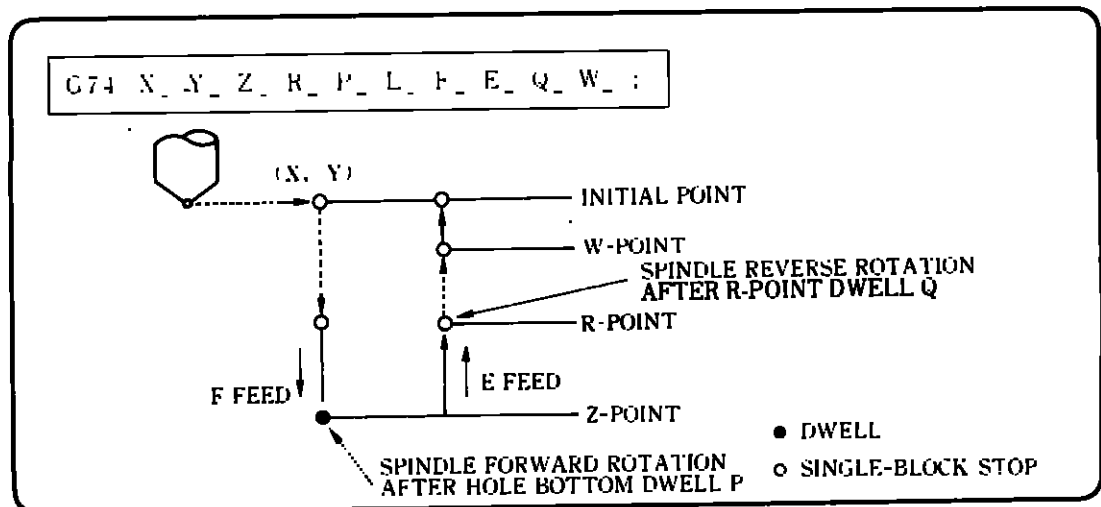 G74 X_ Y_ Z_ R_ P_ L_ F_ E_ Q_ W_ ;
(X, Y)
INITIAL POINT
W-POINT
SPINDLE REVERSE ROTATION
AFTER R-POINT DWELL Q
R-POINT
F FEED
E FEED
Z-POINT
● DWELL
SPINDLE FORWARD ROTATION
AFTER HOLE BOTTOM DWELL P
○ SINGLE-BLOCK STOP